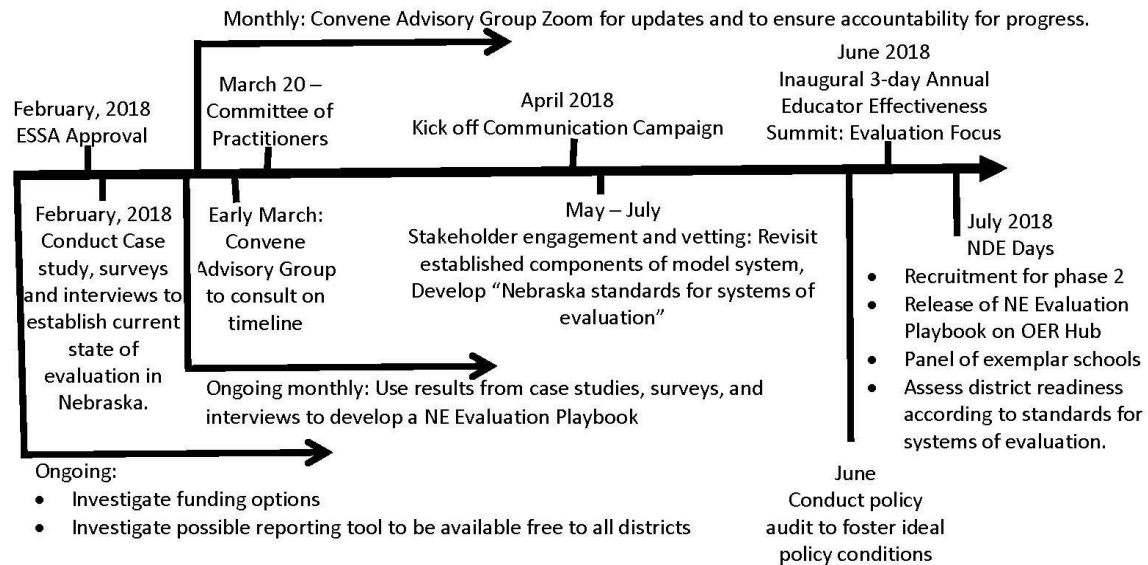 Monthly: Convene Advisory Group Zoom for updates and to ensure accountability for progress.
February, 2018
ESSA Approval
March 20 –
Committee of
Practitioners
April 2018
Kick off Communication Campaign
June 2018
Inaugural 3-day Annual
Educator Effectiveness
Summit: Evaluation Focus
February, 2018
Conduct Case
study, surveys
and interviews to
establish current
state of
evaluation in
Nebraska.
Early March:
Convene
Advisory Group
to consult on
timeline
May – July
Stakeholder engagement and vetting: Revisit
established components of model system,
Develop “Nebraska standards for systems of
evaluation”
July 2018
NDE Days
• Recruitment for phase 2
• Release of NE Evaluation
Playbook on OER Hub
• Panel of exemplar schools
• Assess district readiness
according to standards for
systems of evaluation.
Ongoing monthly: Use results from case studies, surveys, and
interviews to develop a NE Evaluation Playbook
Ongoing:
• Investigate funding options
• Investigate possible reporting tool to be available free to all districts
June
Conduct policy
audit to foster ideal
policy conditions